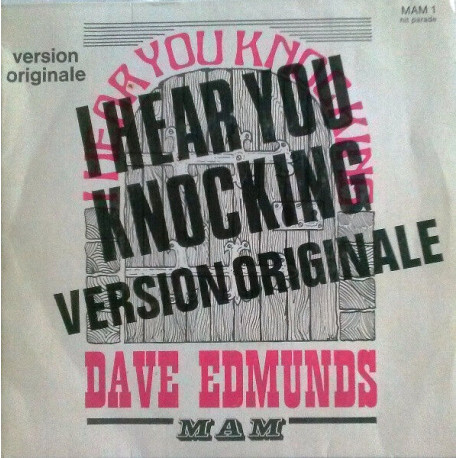 MAM 1
hit parade
version
originale
I HEAR YOU KNOCKING
I HEAR YOU
KNOCKING
VERSION ORIGINALE
DAVE EDMUNDS
MAM